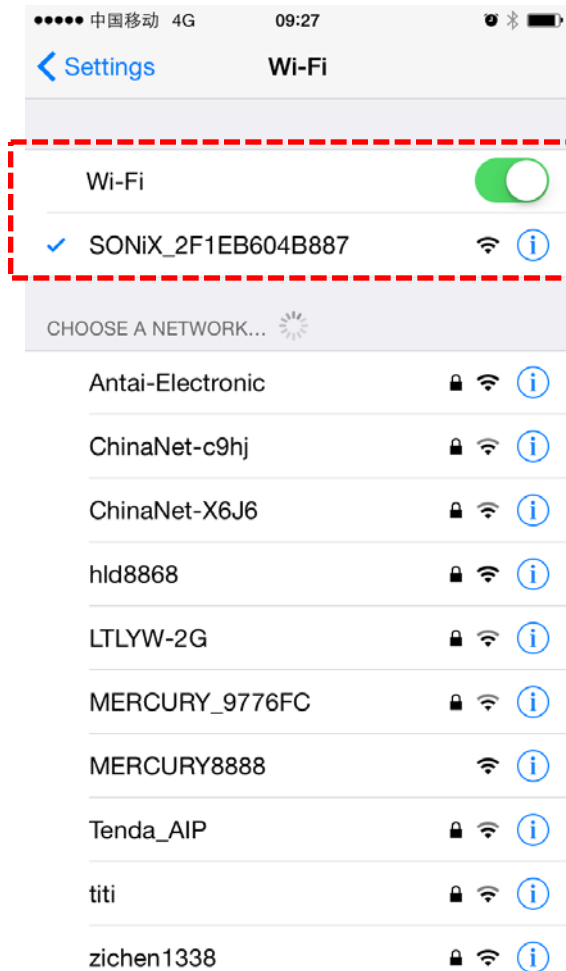 中国移动 4G 09:27
Settings Wi-Fi
Wi-Fi
SONiX_2F1EB604B887
CHOOSE A NETWORK...
Antai-Electronic
ChinaNet-c9hj
ChinaNet-X6J6
hld8868
LTLYW-2G
MERCURY_9776FC
MERCURY8888
Tenda_AIP
titi
zichen1338